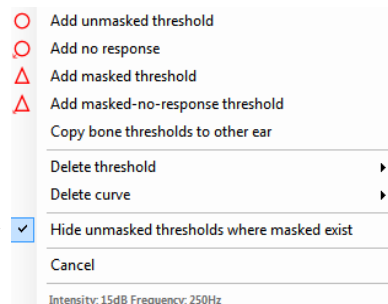 Add unmasked threshold
Add no response
Add masked threshold
Add masked-no-response threshold
Copy bone thresholds to other ear
Delete threshold
Delete curve
Hide unmasked thresholds where masked exist
Cancel
Intensity: 15dB Frequency: 250Hz